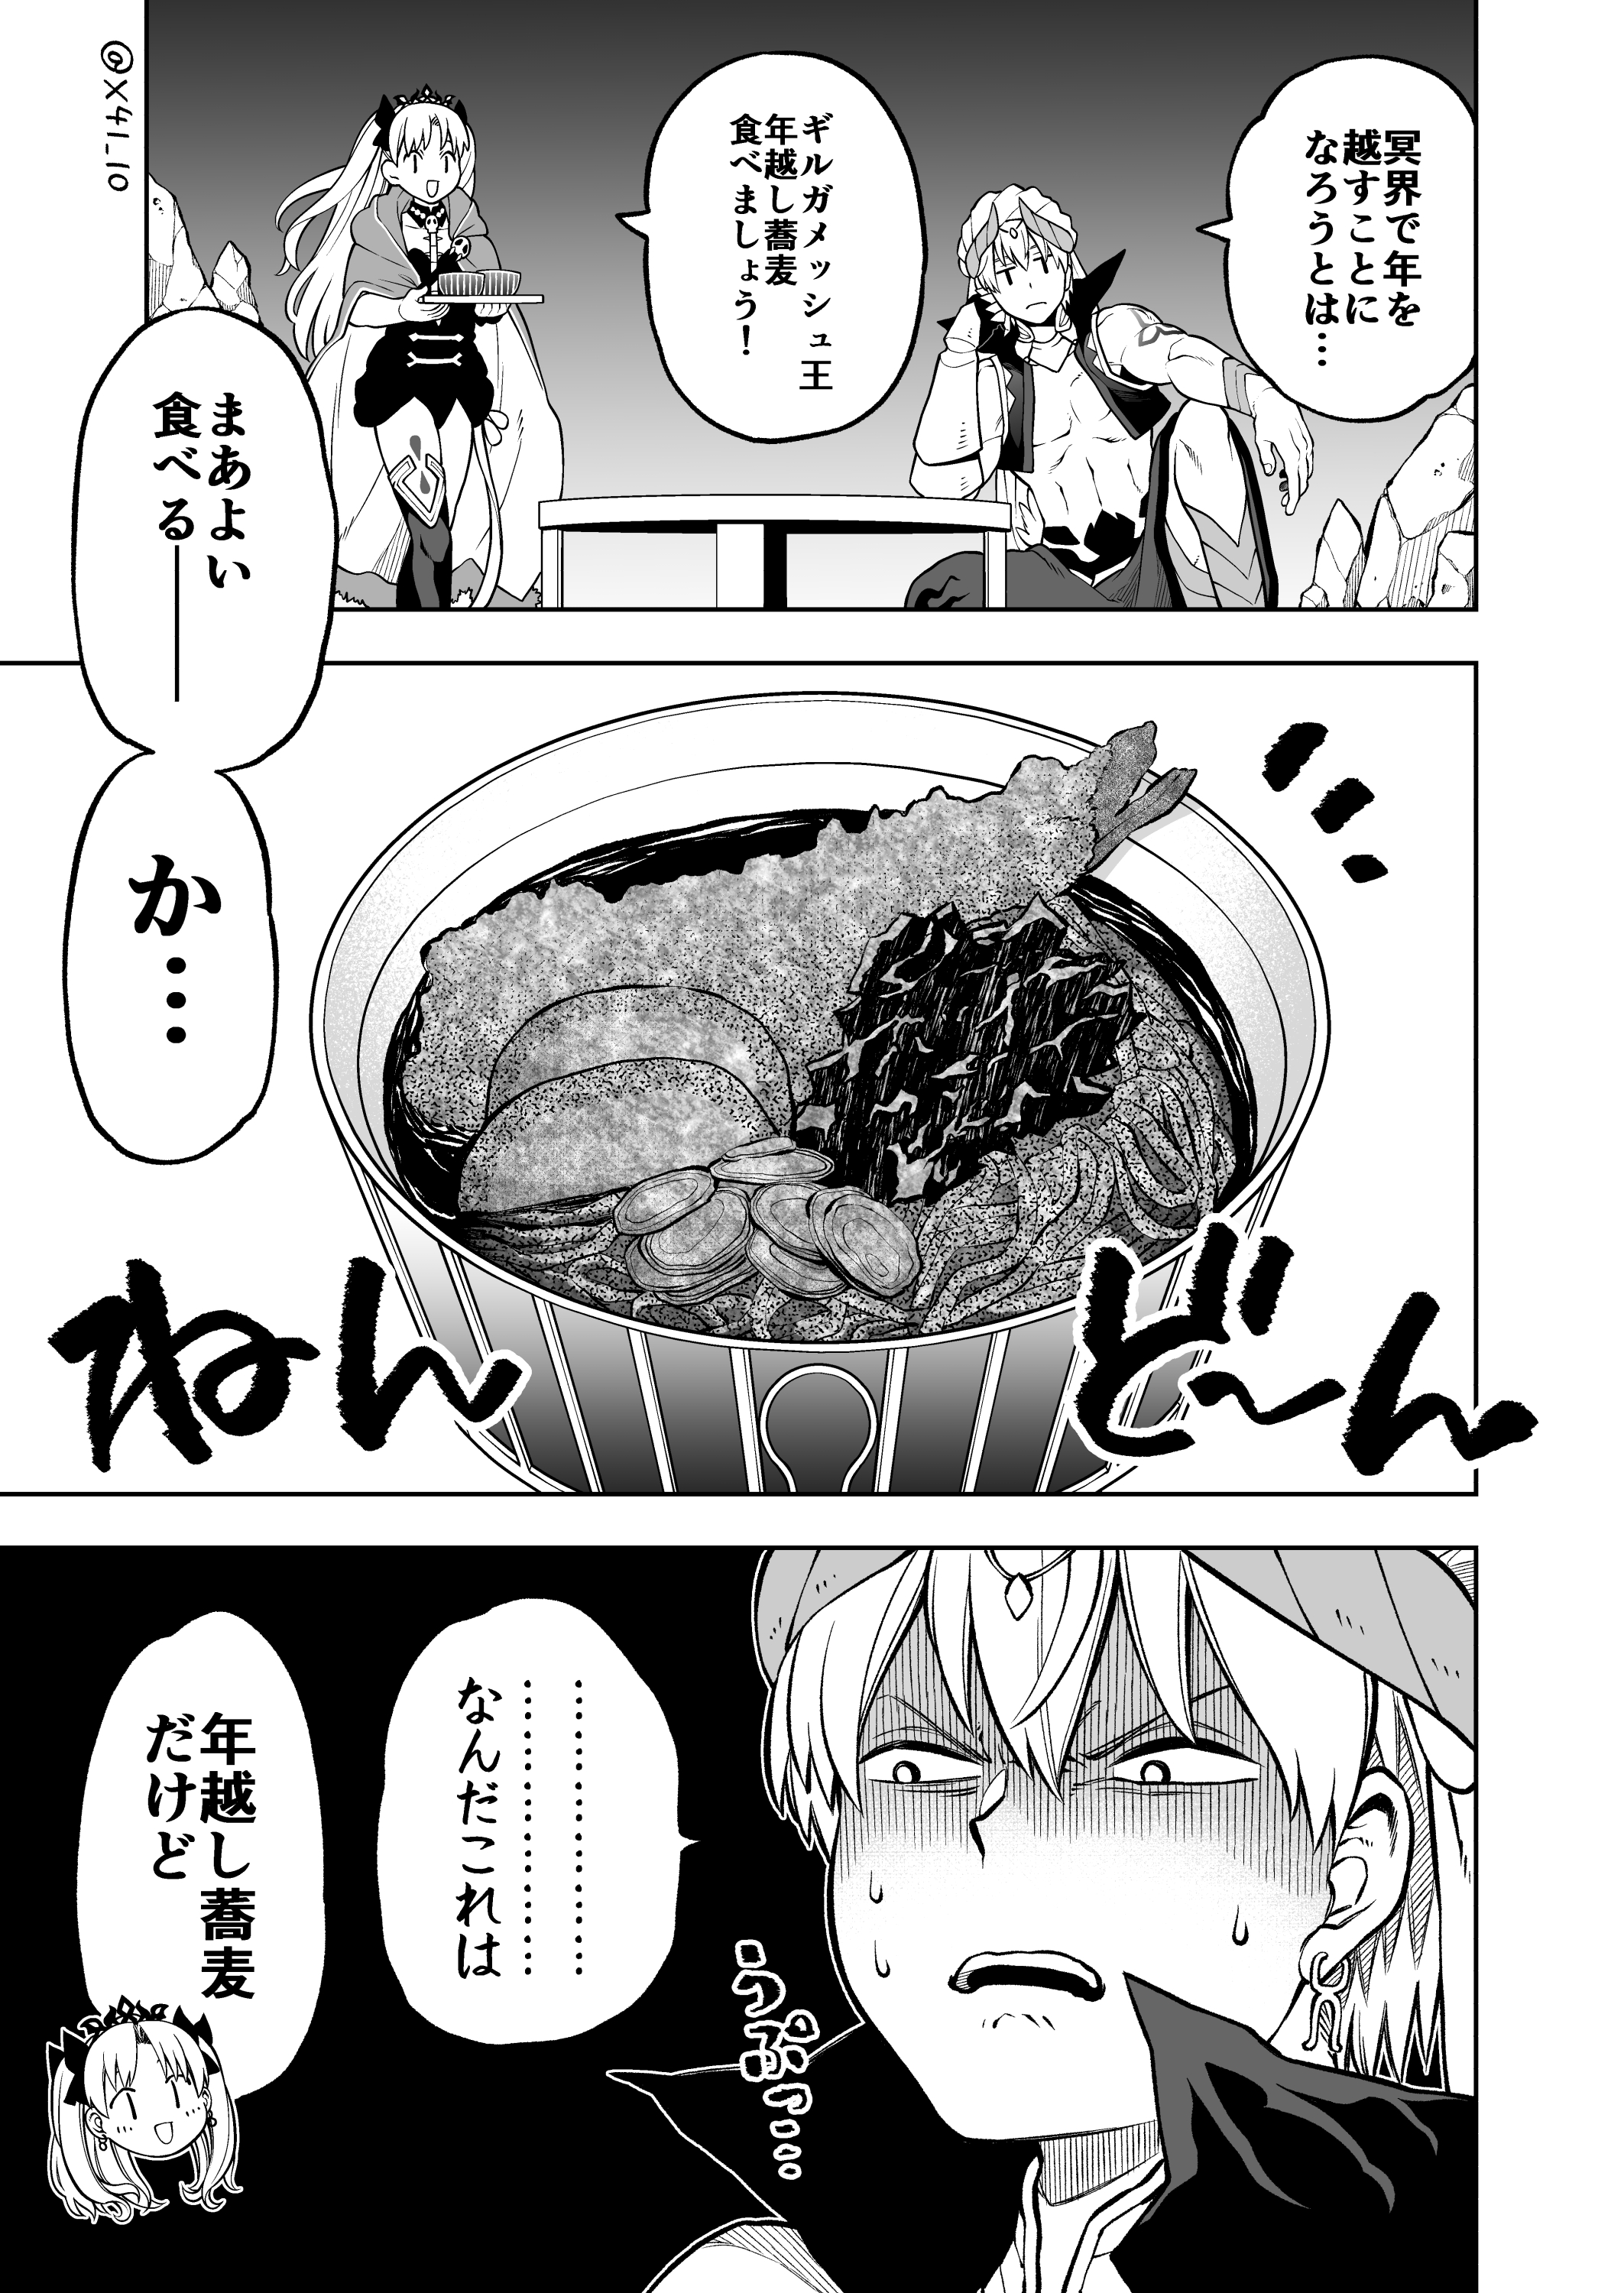 冥界で年を
越すことに
なろうとは…
ギルガメッシュ王
年越し蕎麦
食べましょう！
@X41_10
まあよい
食べる――
か…
ど〜ん
ねん
…………………
…………………
なんだこれは
うぷっ…
年越し蕎麦
だけど